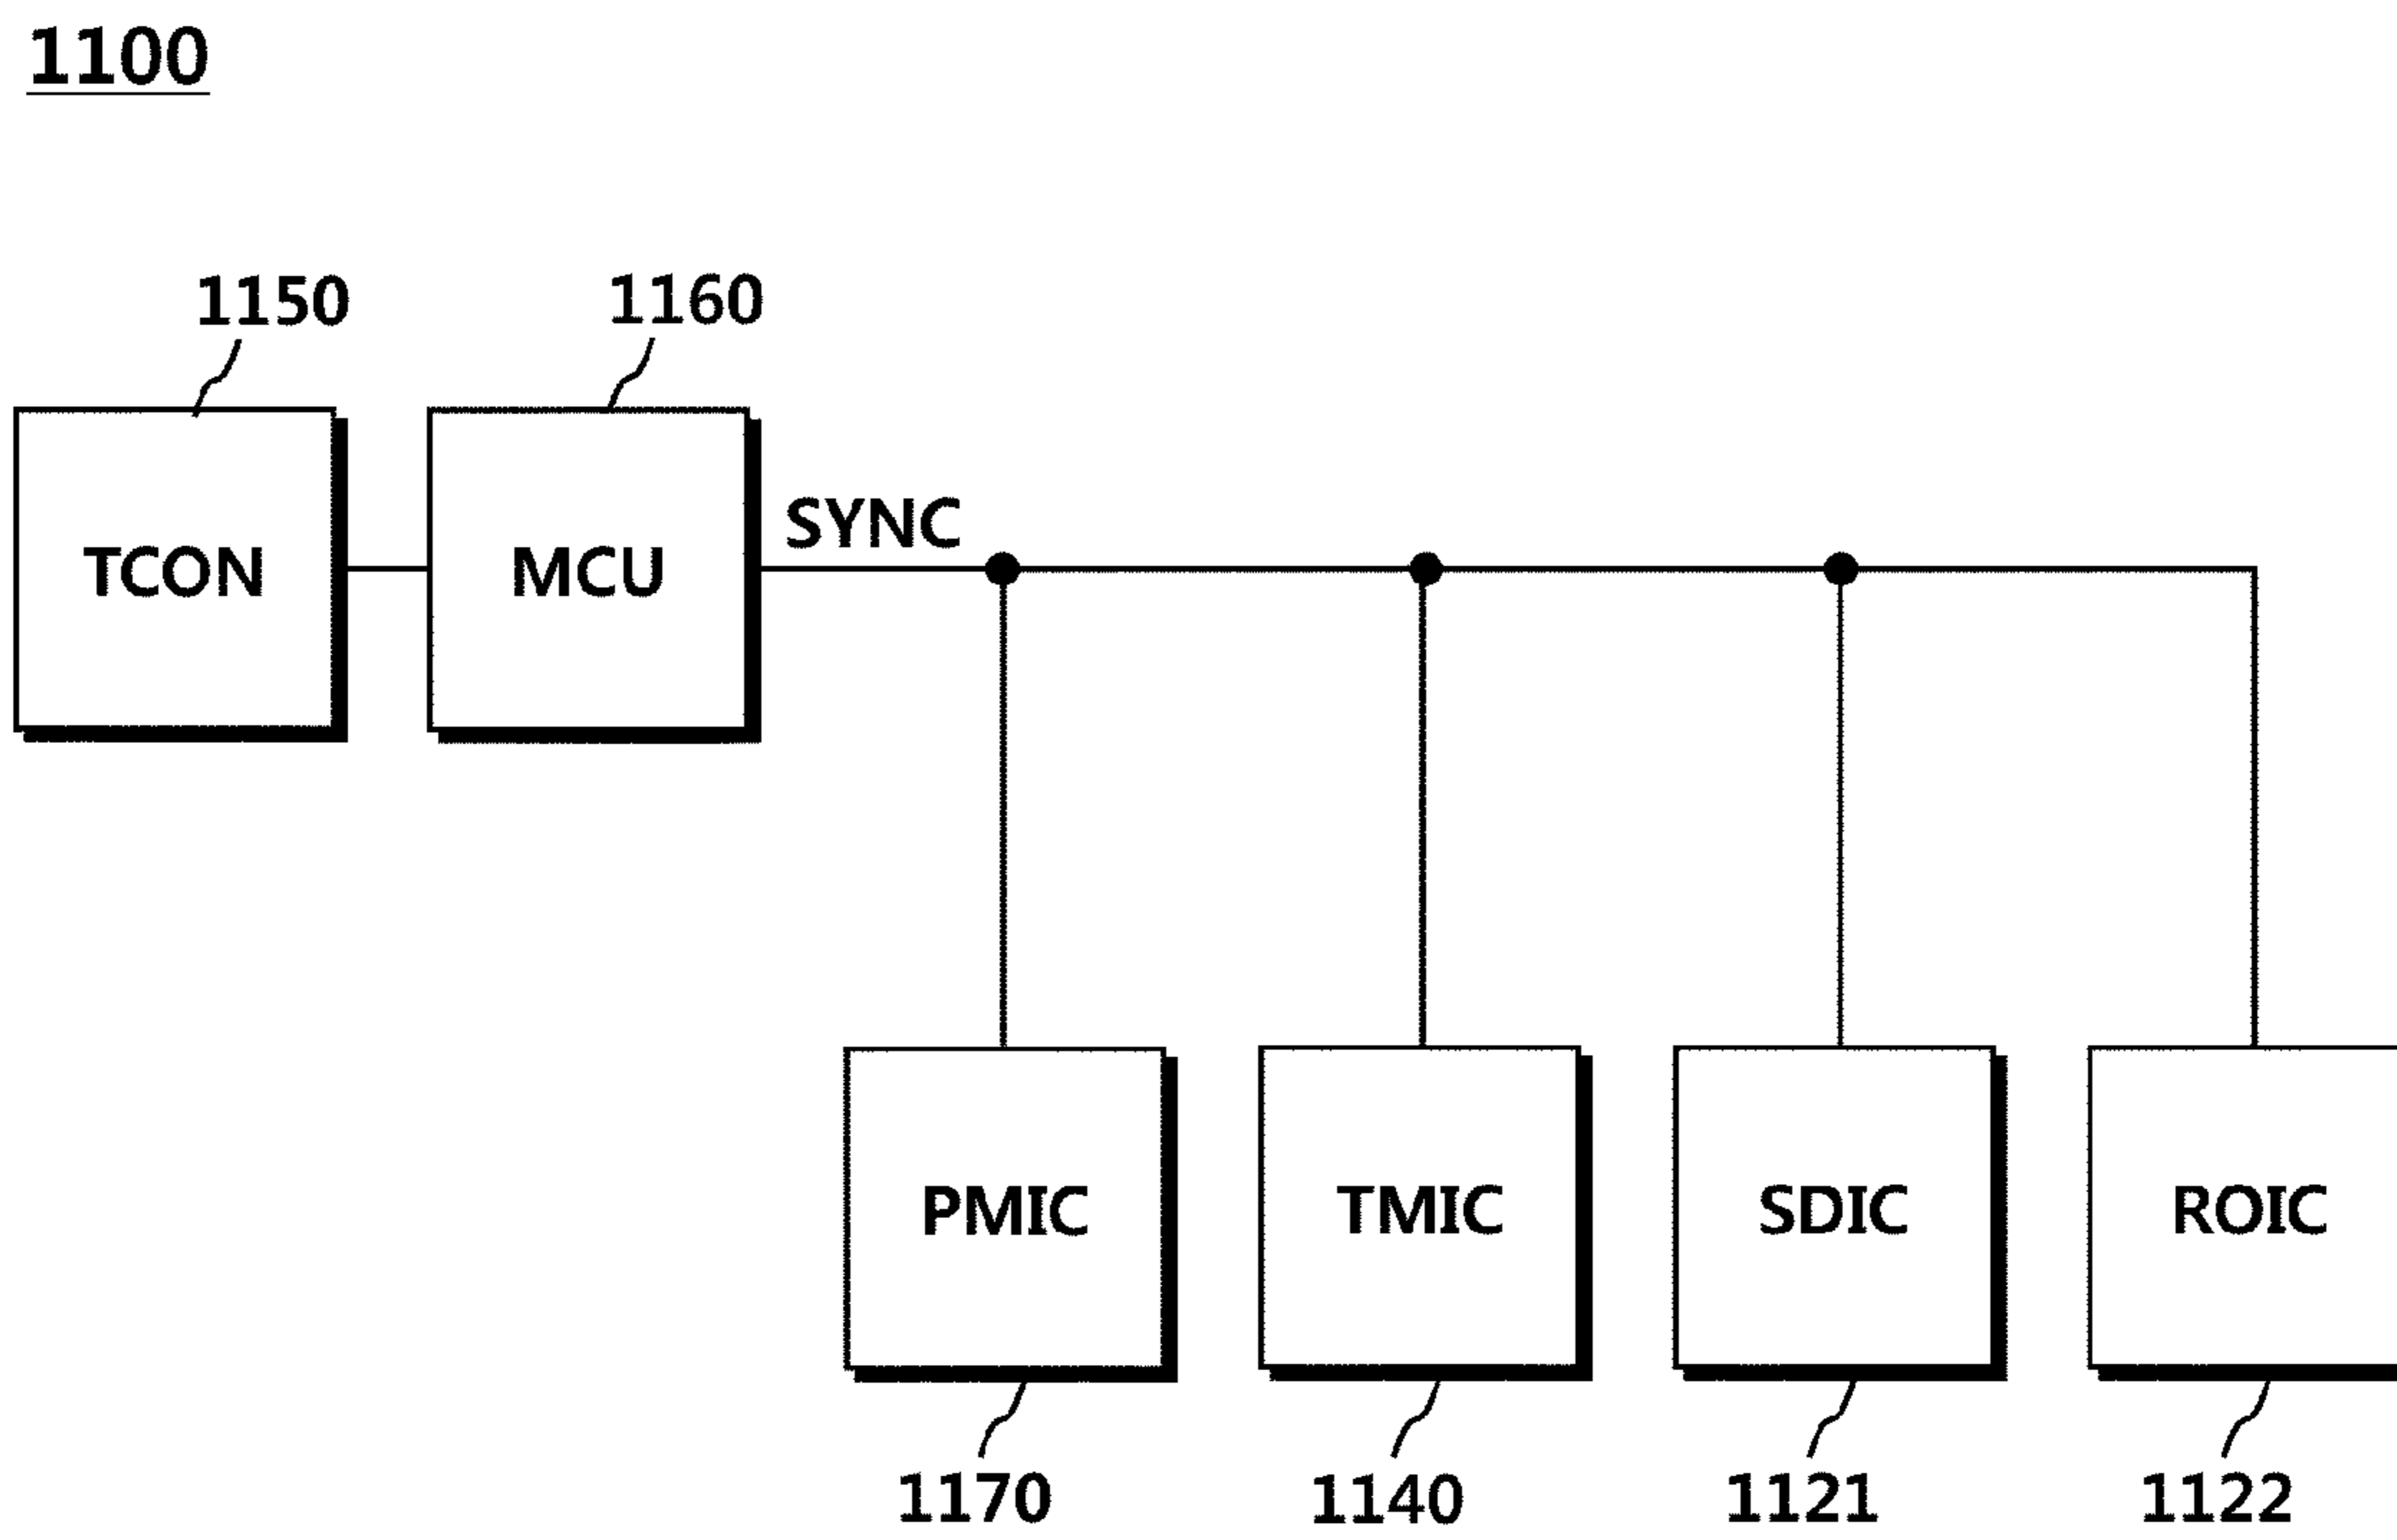 1100
1150 1160
SYNC
TCON MCU
PMIC TMIC SDIC ROIC
1170 1140 1121 1122